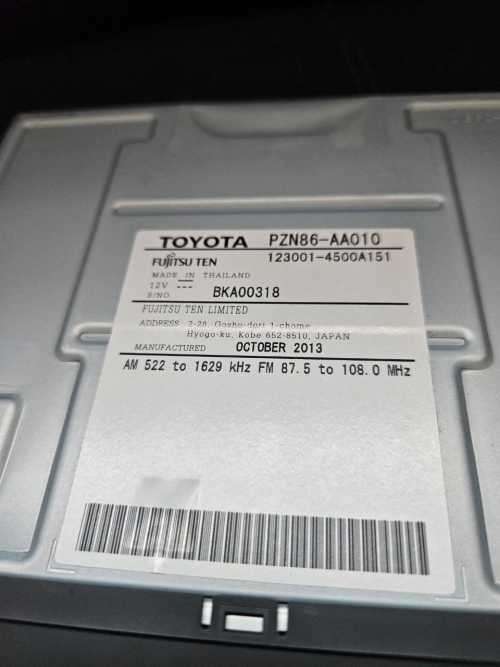 TOYOTA PZN86-AA010
FUJITSU TEN 123001-4500A151
MADE IN THAILAND
12V ---
S/NO. BKA00318
FUJITSU TEN LIMITED
ADDRESS 2-28, Gosho-dori 1-chome,
Hyogo-ku, Kobe 652-8510, JAPAN
MANUFACTURED OCTOBER 2013
AM 522 to 1629 kHz FM 87.5 to 108.0 MHz